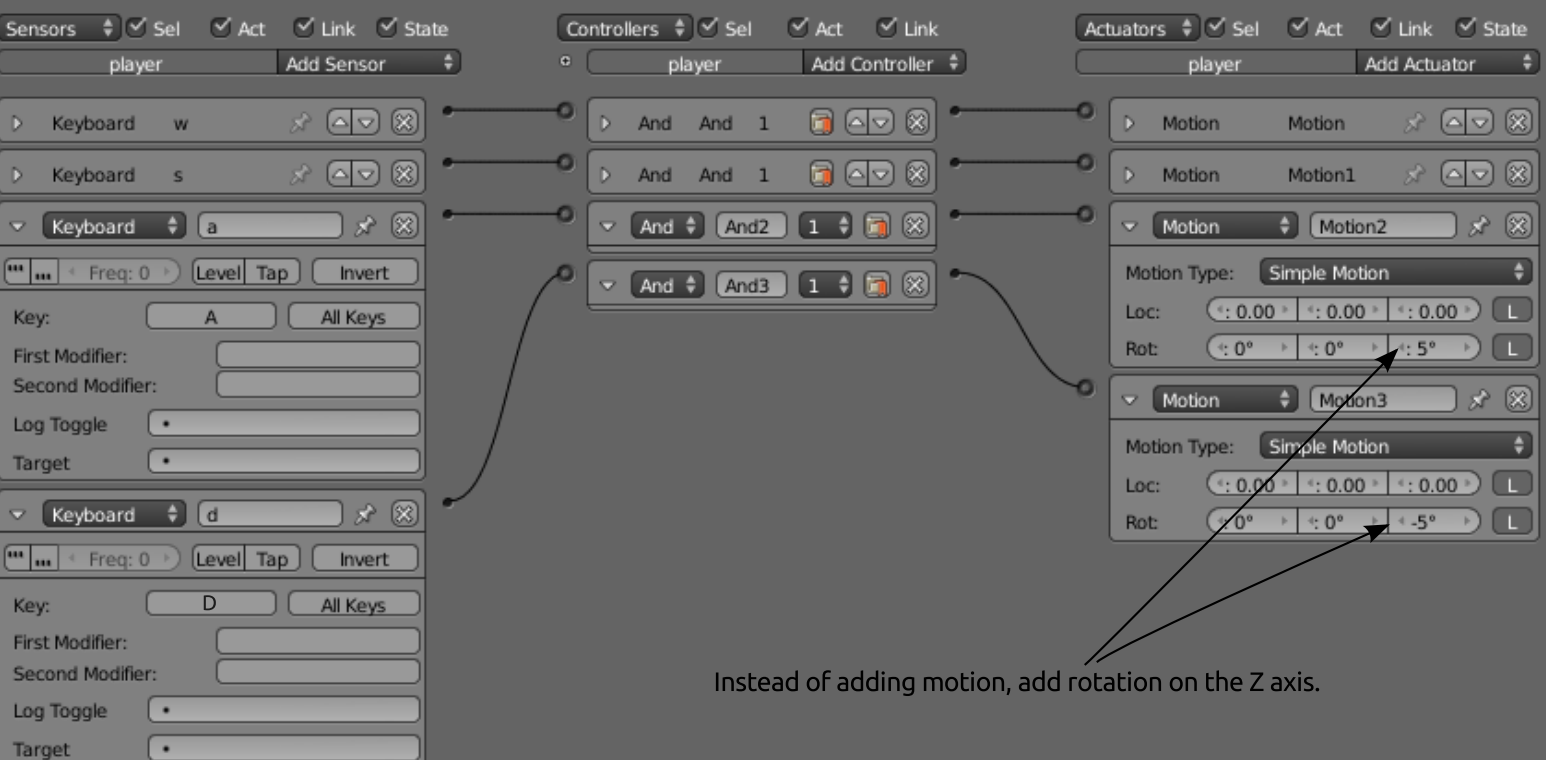 Sensors Sel Act Link State Controllers Sel Act Link Actuators Sel Act Link State
player Add Sensor player Add Controller player Add Actuator
Keyboard w And And 1 Motion Motion
Keyboard s And And 1 Motion Motion1
Keyboard a And And2 1 Motion Motion2
Freq: 0 Level Tap Invert Motion Type: Simple Motion
And And3 1
Key: A All Keys Loc: : 0.00 : 0.00 : 0.00 L
First Modifier: Rot: : 0° : 0° : 5° L
Second Modifier: Motion Motion3
Log Toggle Motion Type: Simple Motion
Target Loc: : 0.00 : 0.00 : 0.00 L
Keyboard d Rot: : 0° : 0° -5° L
Freq: 0 Level Tap Invert
Key: D All Keys
First Modifier:
Second Modifier:
Instead of adding motion, add rotation on the Z axis.
Log Toggle
Target